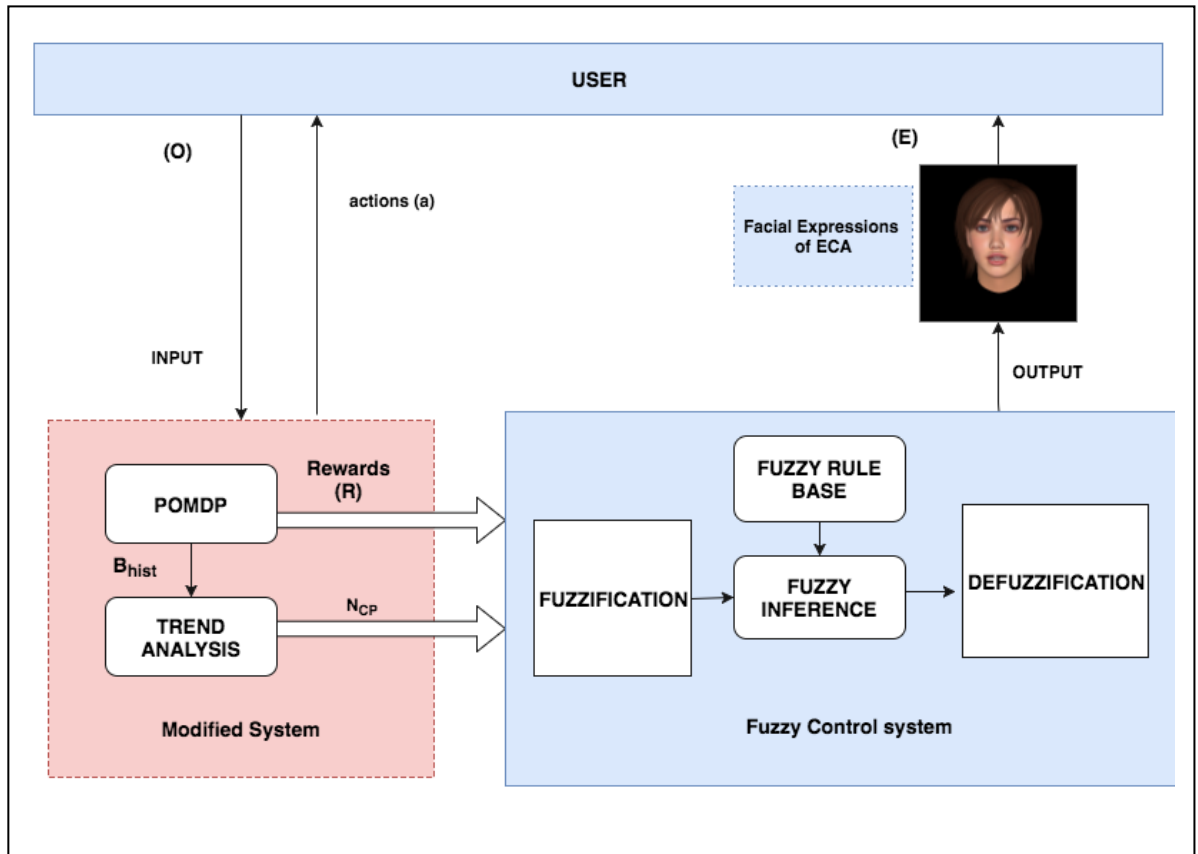 USER
(O)
(E)
actions (a)
Facial Expressions
of ECA
INPUT
OUTPUT
Rewards
(R)
POMDP
FUZZY RULE
BASE
Bhist
FUZZIFICATION
FUZZY
INFERENCE
DEFUZZIFICATION
NCP
TREND
ANALYSIS
Modified System
Fuzzy Control system